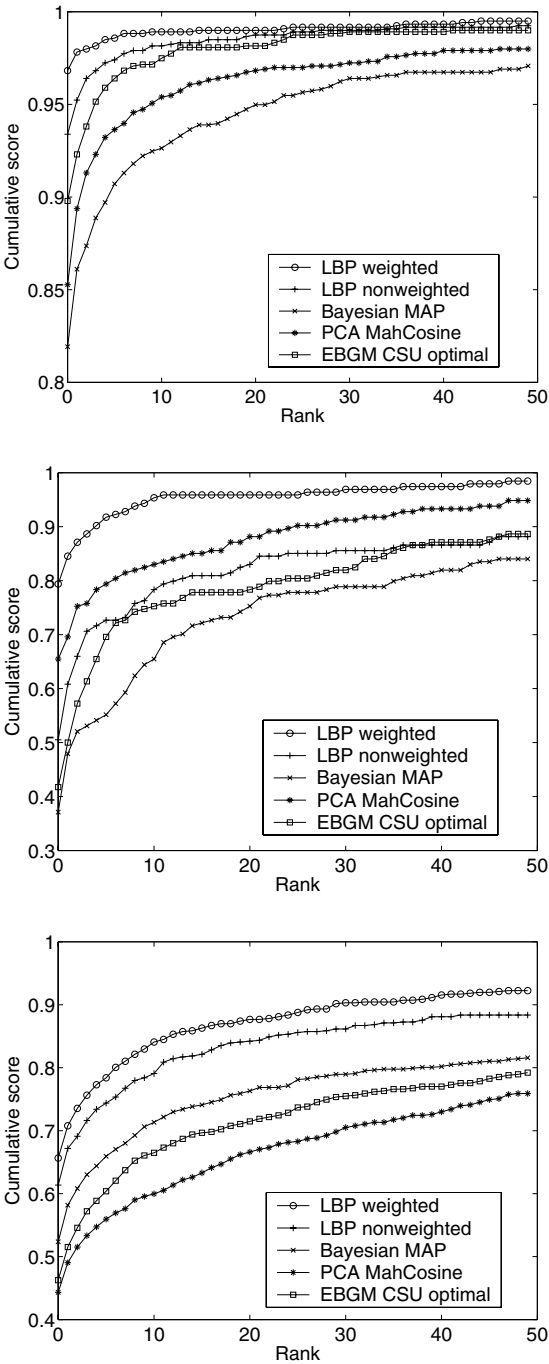 1
0.95
0.9
0.85
0.8
Cumulative score
LBP weighted
LBP nonweighted
Bayesian MAP
PCA MahCosine
EBGM CSU optimal
0 10 20 30 40 50
Rank
1
0.9
0.8
0.7
0.6
0.5
0.4
0.3
Cumulative score
LBP weighted
LBP nonweighted
Bayesian MAP
PCA MahCosine
EBGM CSU optimal
0 10 20 30 40 50
Rank
1
0.9
0.8
0.7
0.6
0.5
0.4
Cumulative score
LBP weighted
LBP nonweighted
Bayesian MAP
PCA MahCosine
EBGM CSU optimal
0 10 20 30 40 50
Rank